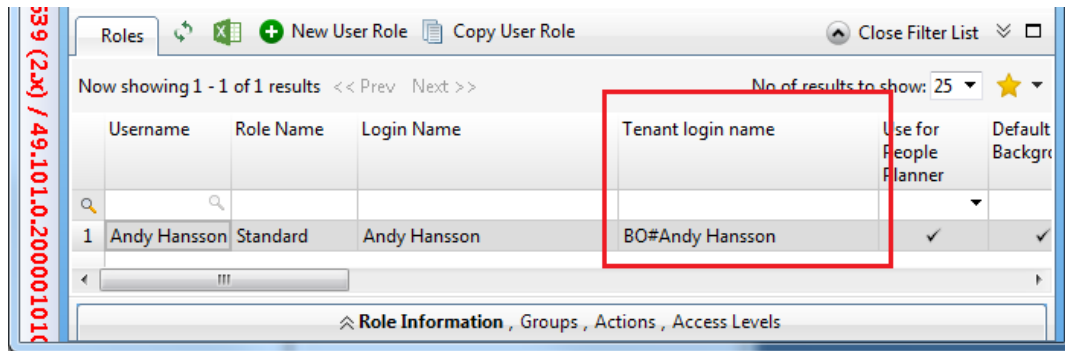 639 (2.x) / 49.101.0.200001010
Roles New User Role Copy User Role Close Filter List
Now showing 1 - 1 of 1 results << Prev Next >> No of results to show: 25
Username Role Name Login Name Tenant login name Use for People Planner Default Backgro
1 Andy Hansson Standard Andy Hansson BO#Andy Hansson
Role Information , Groups , Actions , Access Levels